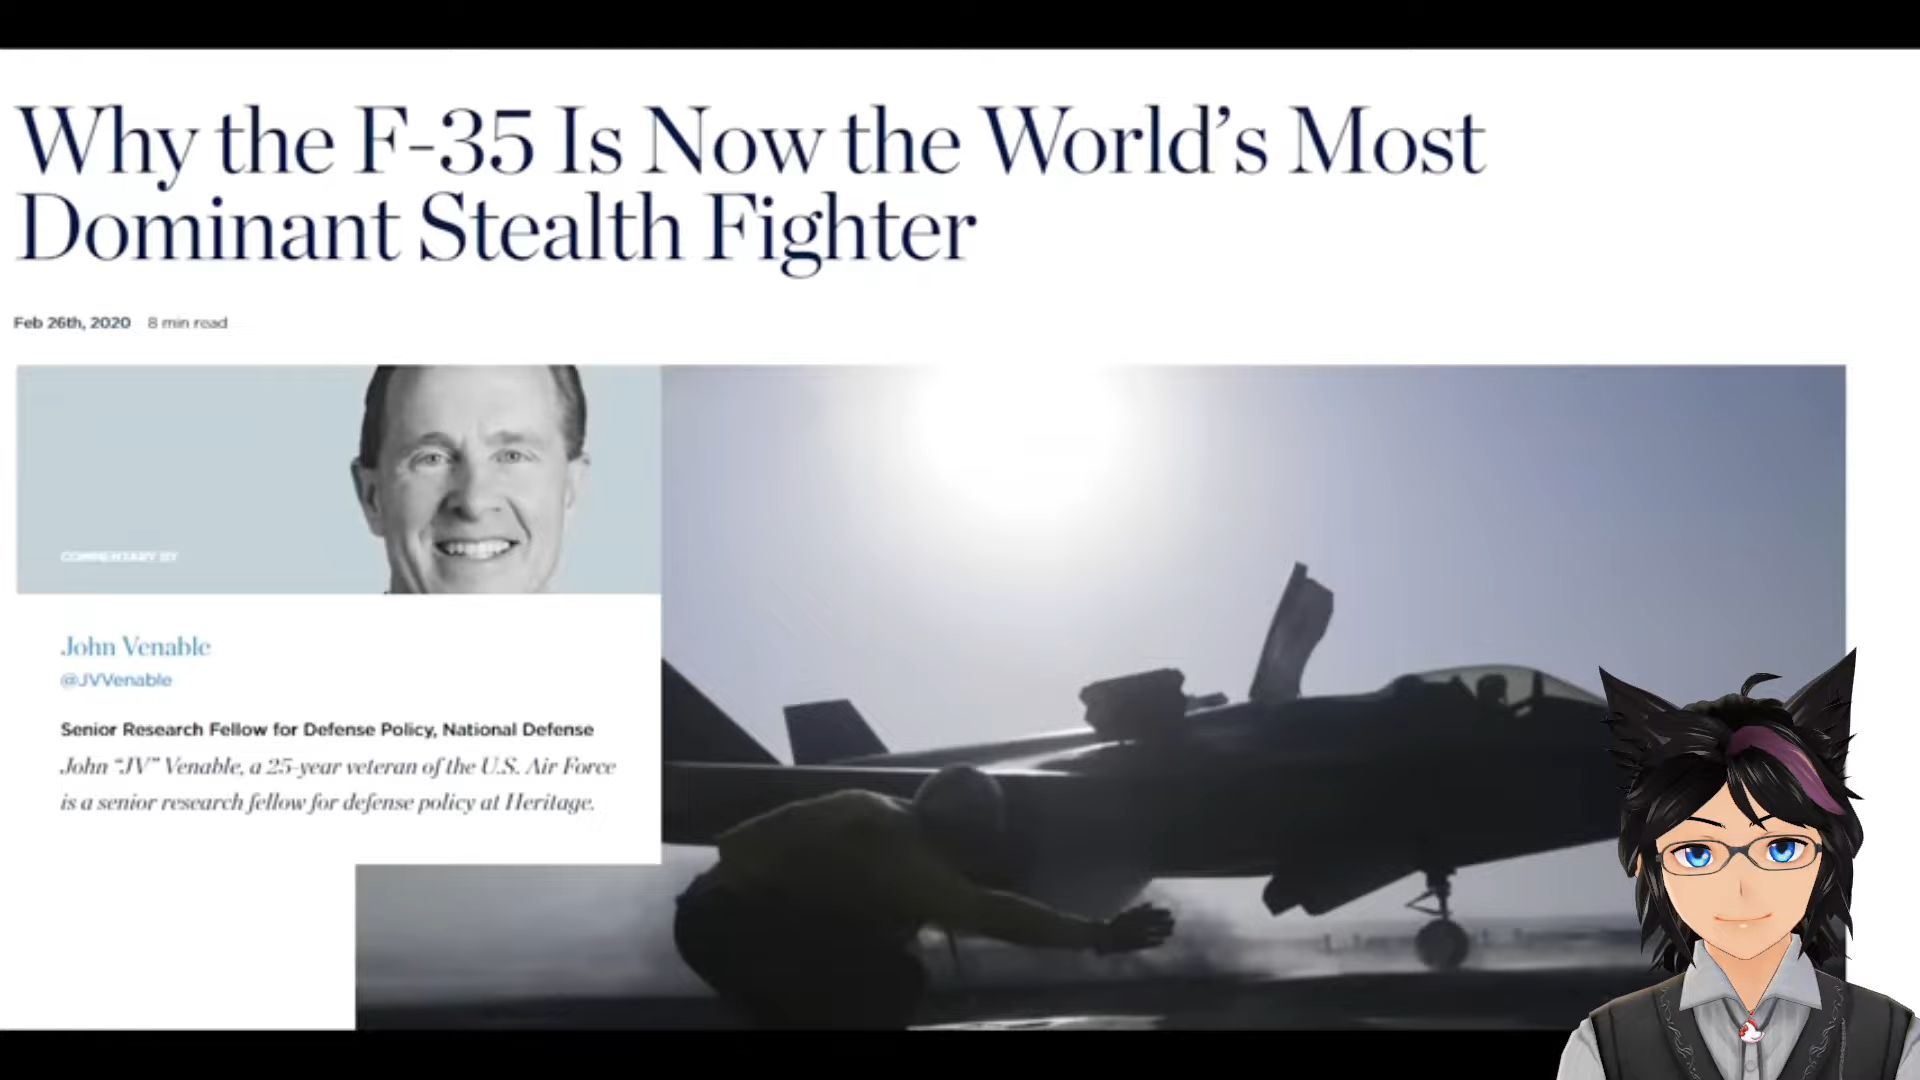 Why the F-35 Is Now the World's Most
Dominant Stealth Fighter
Feb 26th, 2020 8 min read
COMMENTARY BY
John Venable
@JVVenable
Senior Research Fellow for Defense Policy, National Defense
John “JV” Venable, a 25-year veteran of the U.S. Air Force
is a senior research fellow for defense policy at Heritage.